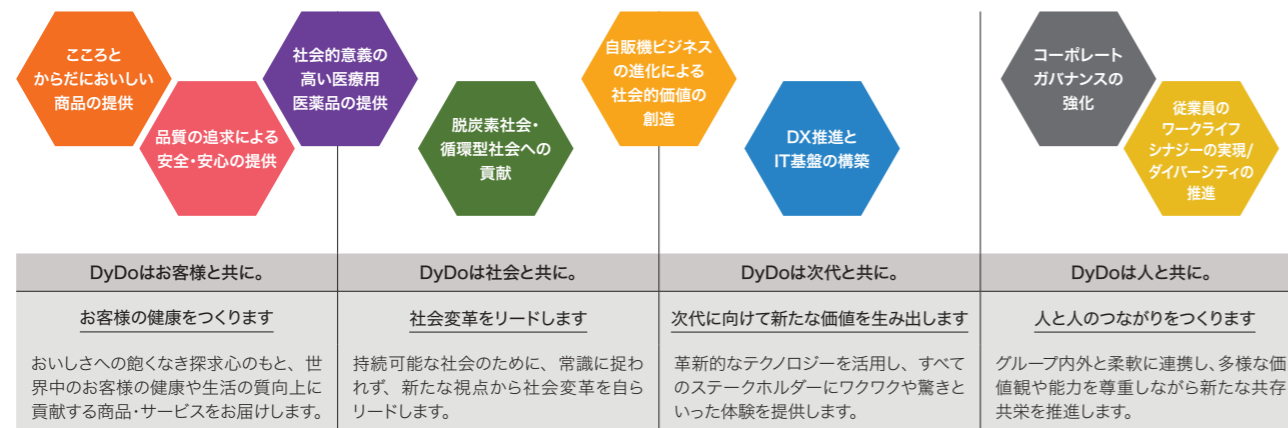 こころと
からだにおいしい
商品の提供
品質の追求による
安全・安心の提供
社会的意義の
高い医療用
医薬品の提供
脱炭素社会・
循環型社会への
貢献
自販機ビジネス
の進化による
社会的価値の
創造
DX推進と
IT基盤の構築
コーポレート
ガバナンスの
強化
従業員の
ワークライフ
シナジーの実現/
ダイバーシティの
推進
DyDoはお客様と共に。
お客様の健康をつくります
おいしさへの飽くなき探求心のもと、世
界中のお客様の健康や生活の質向上に
貢献する商品・サービスをお届けします。
DyDoは社会と共に。
社会変革をリードします
持続可能な社会のために、常識に捉わ
れず、新たな視点から社会変革を自ら
リードします。
DyDoは次代と共に。
次代に向けて新たな価値を生み出します
革新的なテクノロジーを活用し、すべて
のステークホルダーにワクワクや驚きと
いった体験を提供します。
DyDoは人と共に。
人と人のつながりをつくります
グループ内外と柔軟に連携し、多様な価
値観や能力を尊重しながら新たな共存
共栄を推進します。